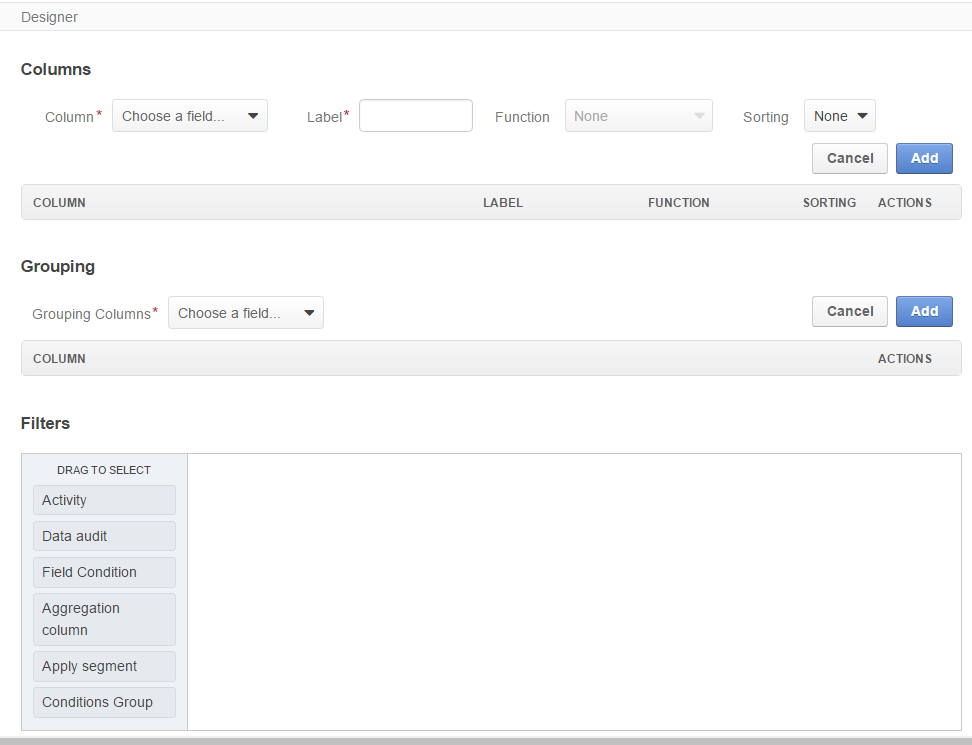 Designer
Columns
Column* Choose a field... Label* Function None Sorting None
Cancel Add
COLUMN LABEL FUNCTION SORTING ACTIONS
Grouping
Grouping Columns* Choose a field... Cancel Add
COLUMN ACTIONS
Filters
DRAG TO SELECT
Activity
Data audit
Field Condition
Aggregation
column
Apply segment
Conditions Group